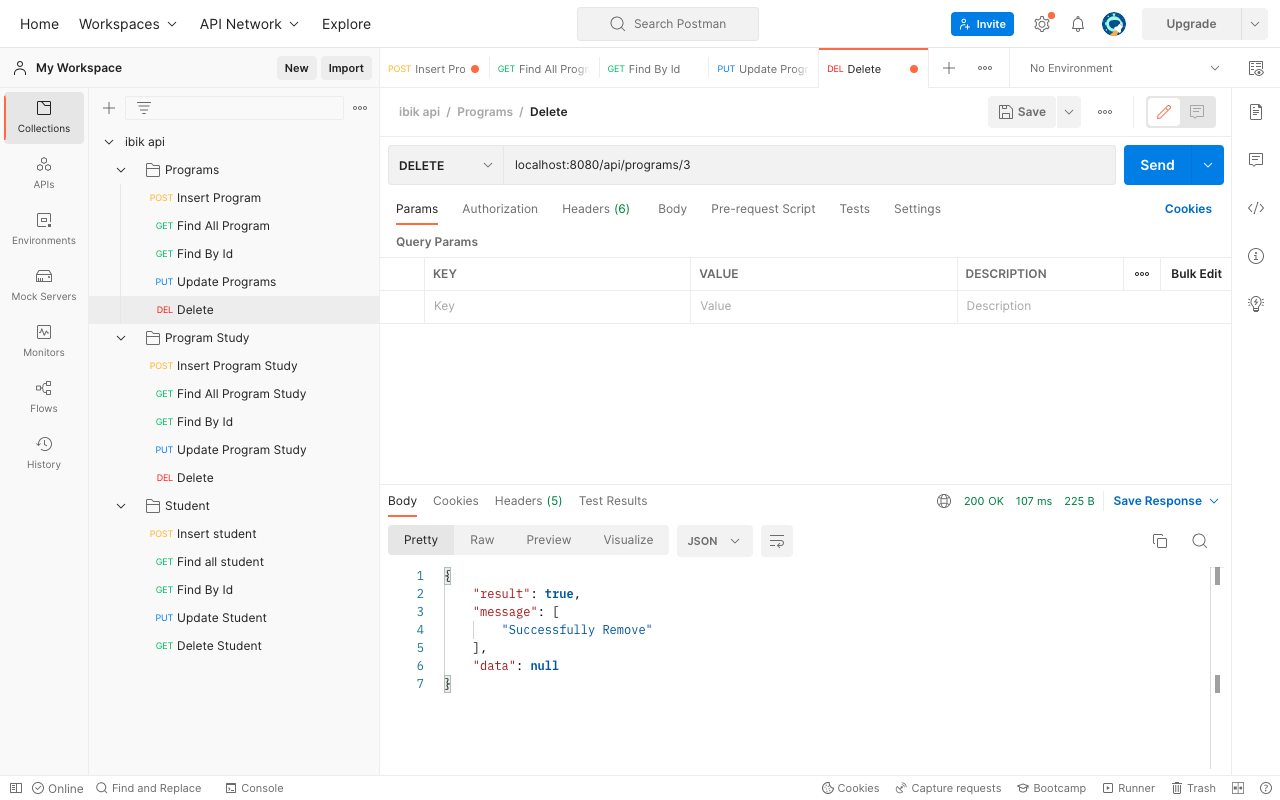 Home Workspaces API Network Explore Search Postman Invite Upgrade
My Workspace New Import
POST Insert Pro GET Find All Progr GET Find By Id PUT Update Progr DEL Delete No Environment
Collections
APIs
Environments
Mock Servers
Monitors
Flows
History
ibik api
Programs
POST Insert Program
GET Find All Program
GET Find By Id
PUT Update Programs
DEL Delete
Program Study
POST Insert Program Study
GET Find All Program Study
GET Find By Id
PUT Update Program Study
DEL Delete
Student
POST Insert student
GET Find all student
GET Find By Id
PUT Update Student
GET Delete Student
ibik api / Programs / Delete Save
DELETE localhost:8080/api/programs/3 Send
Params Authorization Headers (6) Body Pre-request Script Tests Settings Cookies
Query Params
KEY VALUE DESCRIPTION Bulk Edit
Key Value Description
Body Cookies Headers (5) Test Results 200 OK 107 ms 225 B Save Response
Pretty Raw Preview Visualize JSON
1 {
2 "result": true,
3 "message": [
4 "Successfully Remove"
5 ],
6 "data": null
7 }
Online Find and Replace Console Cookies Capture requests Bootcamp Runner Trash